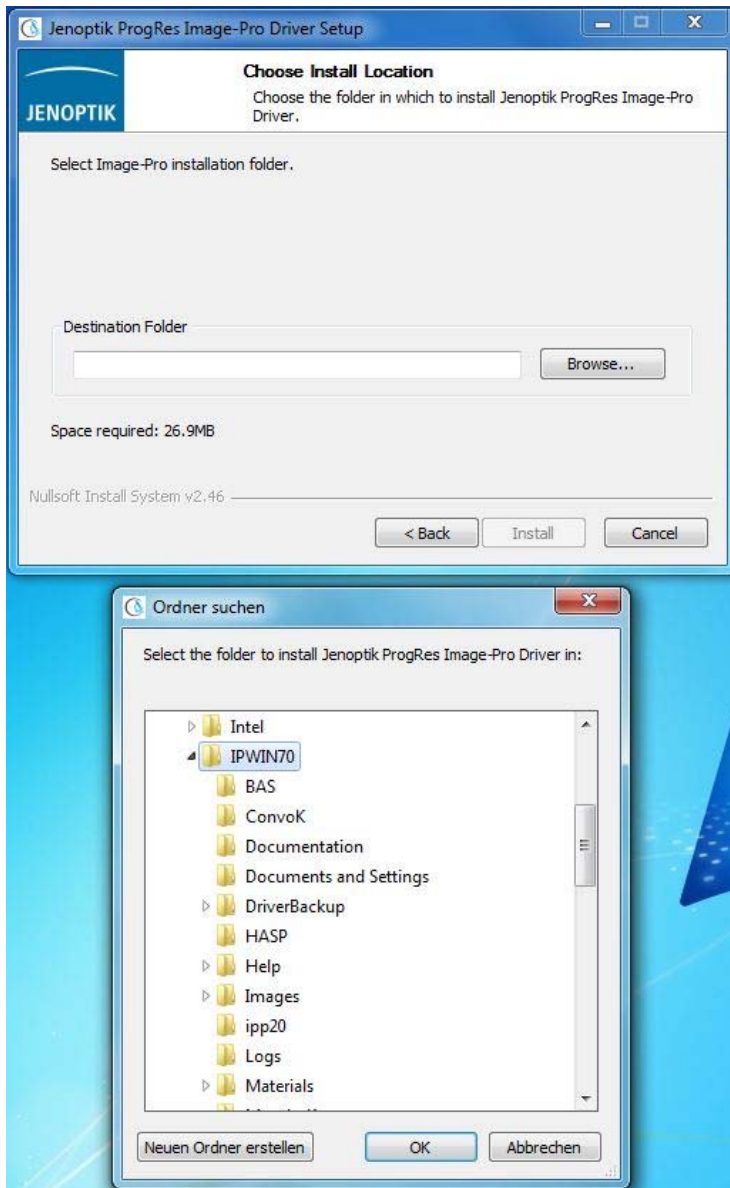 Jenoptik ProgRes Image-Pro Driver Setup
JENOPTIK
Choose Install Location
Choose the folder in which to install Jenoptik ProgRes Image-Pro
Driver.
Select Image-Pro installation folder.
Destination Folder
Browse...
Space required: 26.9MB
Nullsoft Install System v2.46
< Back
Install
Cancel
Ordner suchen
Select the folder to install Jenoptik ProgRes Image-Pro Driver in:
Intel
IPWIN70
BAS
ConvoK
Documentation
Documents and Settings
DriverBackup
HASP
Help
Images
ipp20
Logs
Materials
Neuen Ordner erstellen
OK
Abbrechen